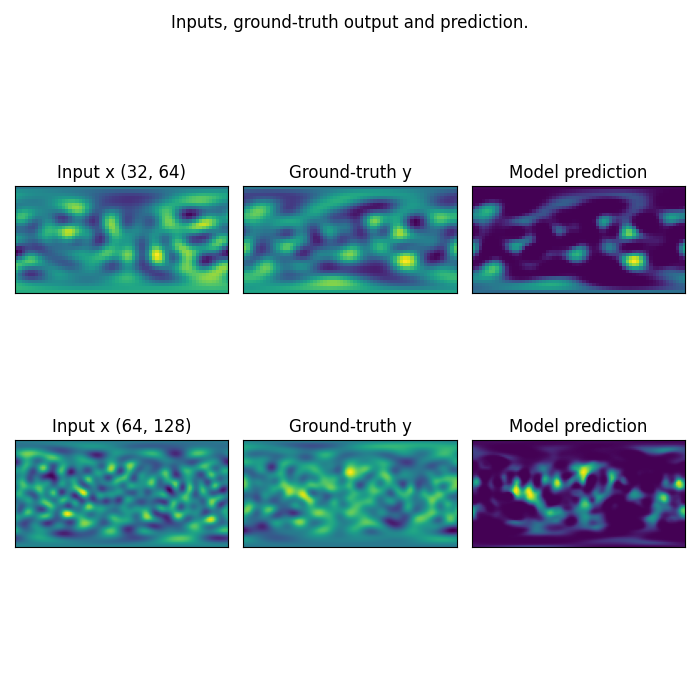 Inputs, ground-truth output and prediction.
Input x (32, 64)
Ground-truth y
Model prediction
Input x (64, 128)
Ground-truth y
Model prediction